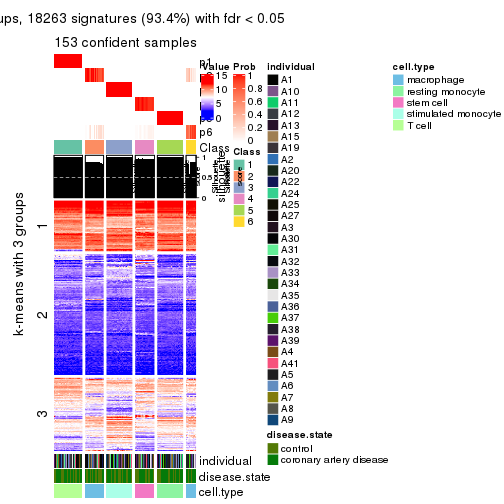 ups, 18263 signatures (93.4%) with fdr < 0.05
153 confident samples
p1
p6
Value
15
10
5
0
Prob
1
0.8
0.6
0.4
0.2
0
Class
1
2
3
4
5
6
Class
1
0.5
0
silhouette
k-means with 3 groups
1
2
3
individual
disease.state
cell.type
individual
A1
A10
A11
A12
A13
A15
A19
A2
A20
A22
A24
A25
A27
A3
A30
A31
A32
A33
A34
A35
A36
A37
A38
A39
A4
A41
A5
A6
A7
A8
A9
disease.state
control
coronary artery disease
cell.type
macrophage
resting monocyte
stem cell
stimulated monocyte
T cell